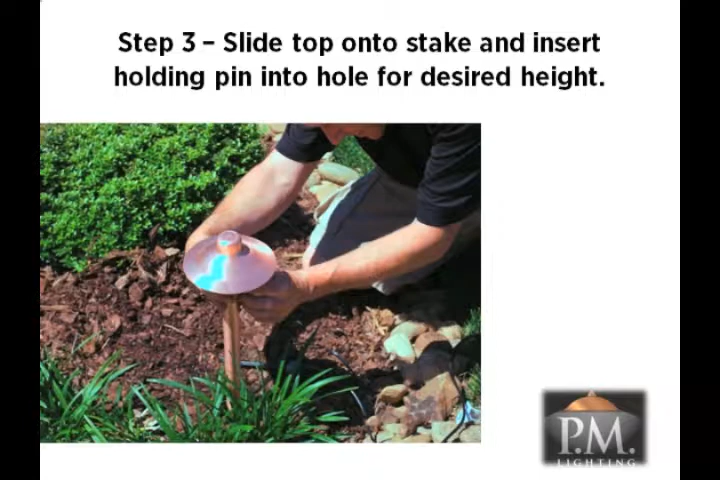 Step 3 – Slide top onto stake and insert
holding pin into hole for desired height.
P.M.
LIGHTING